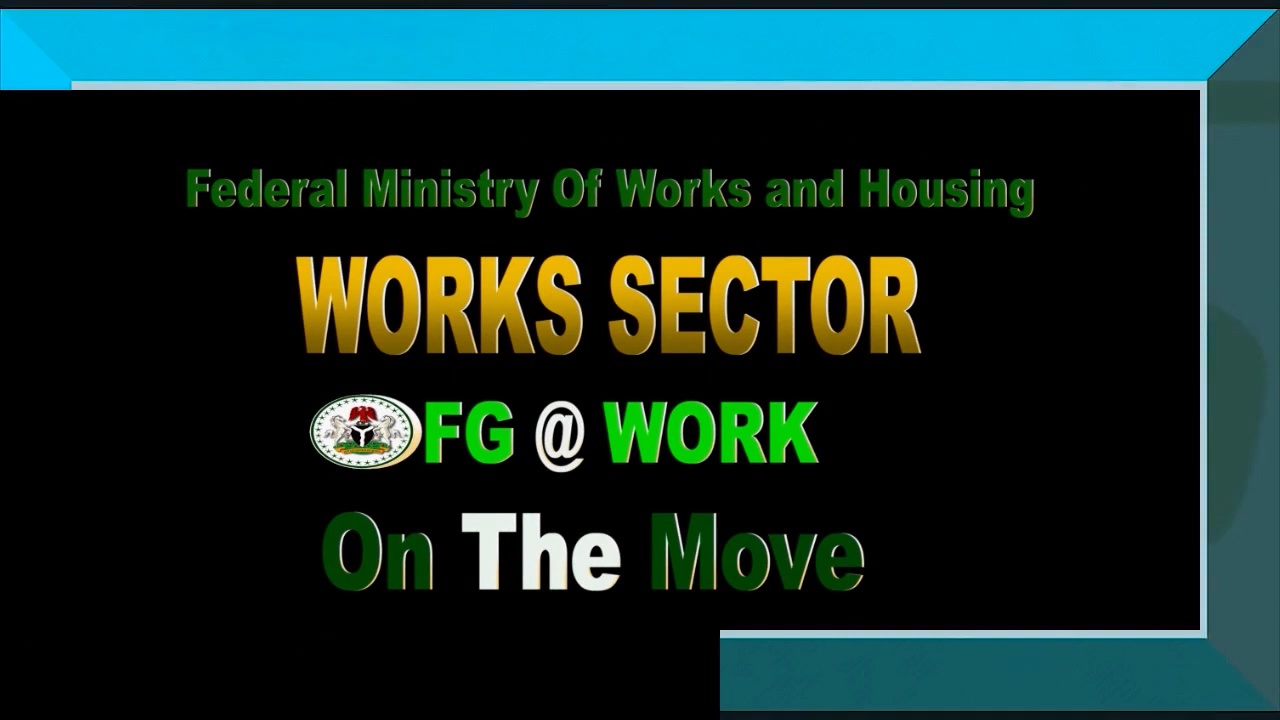 Federal Ministry Of Works and Housing
WORKS SECTOR
FG @ WORK
On The Move